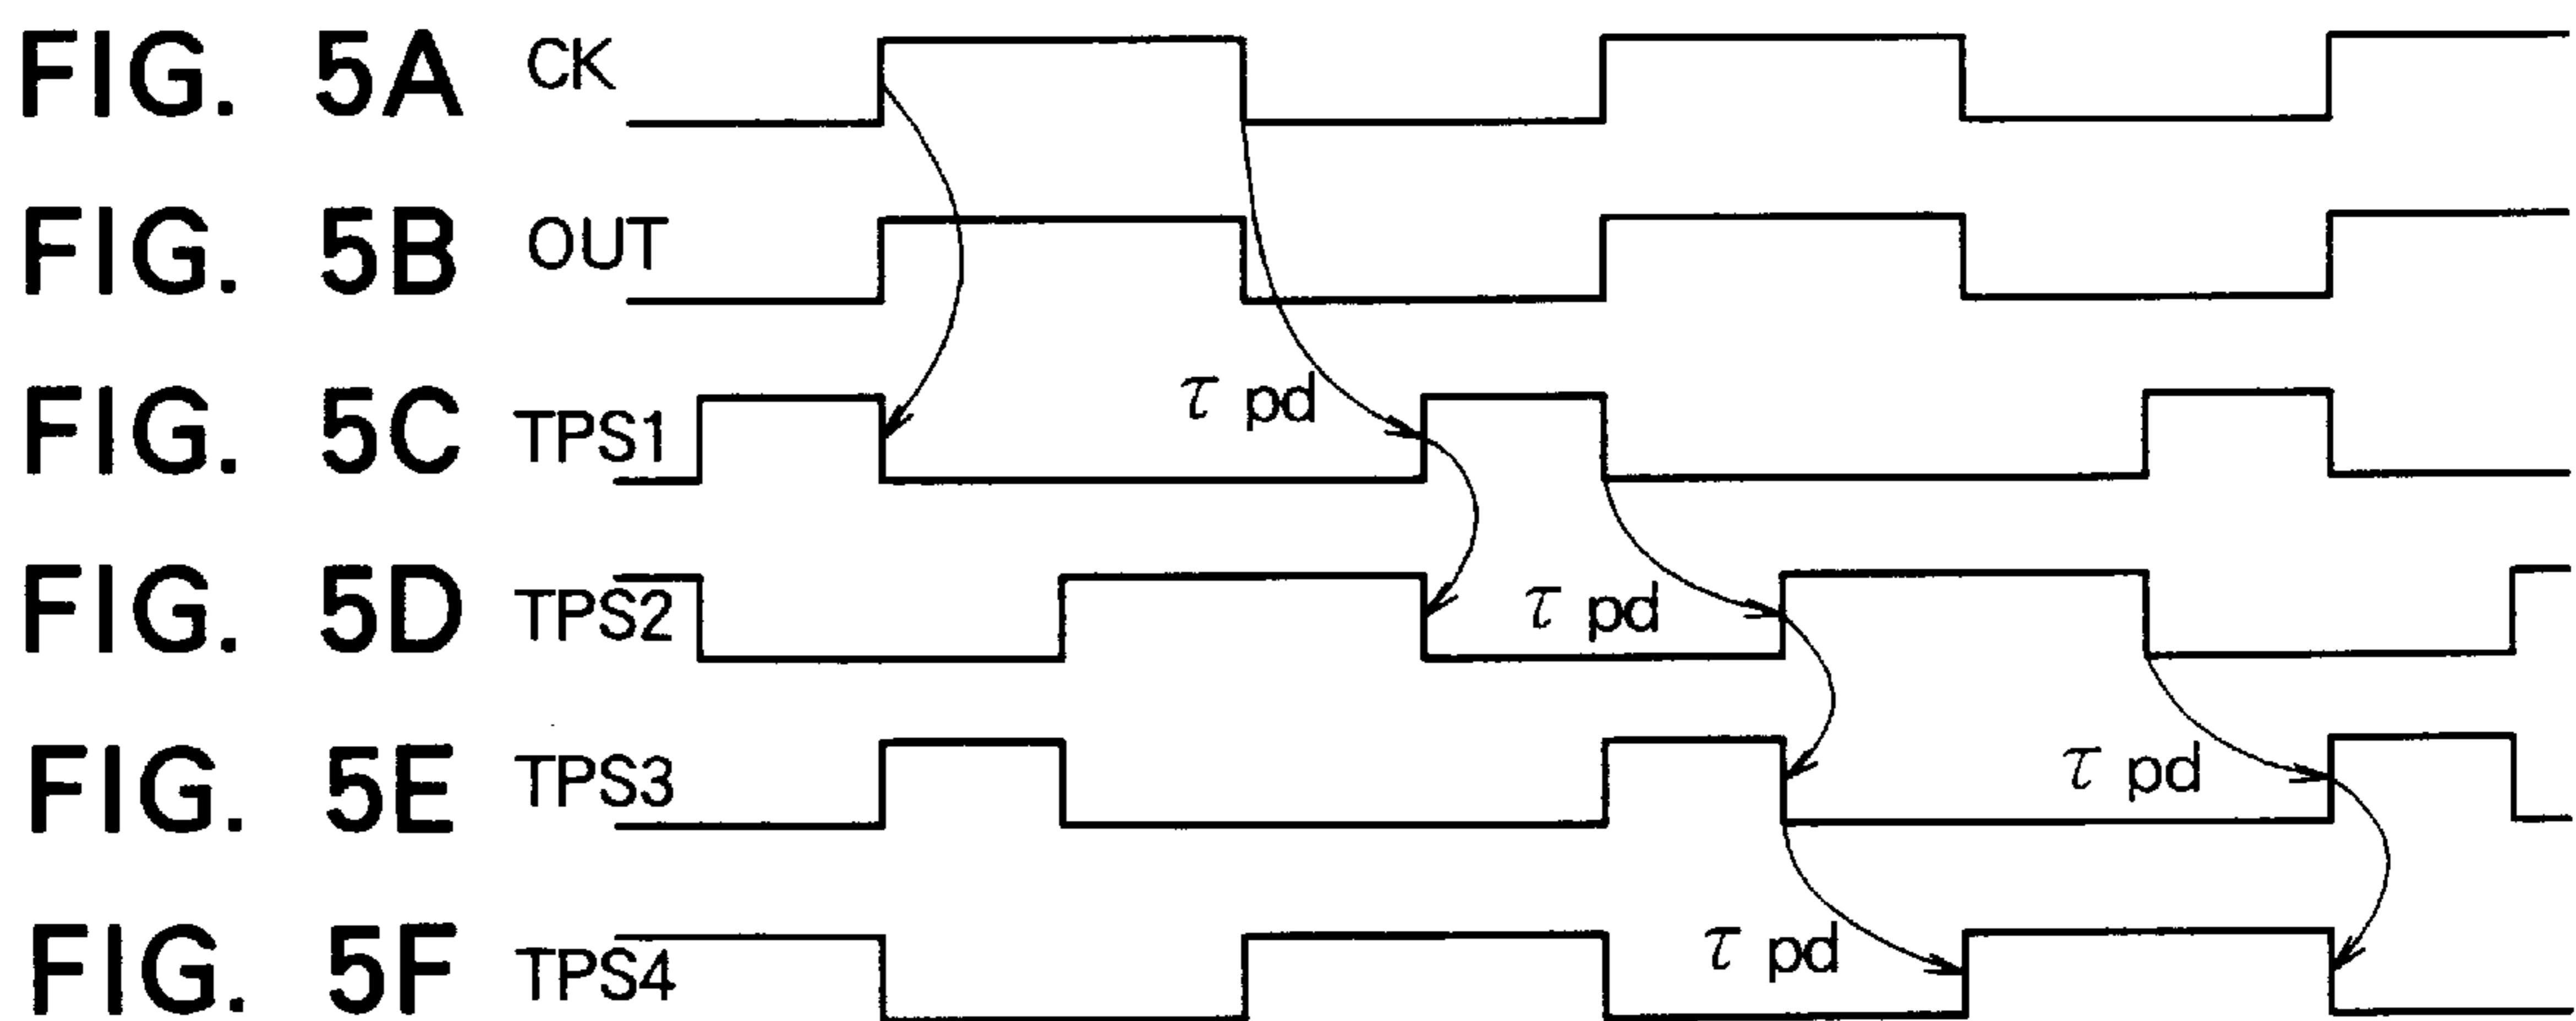 FIG. 5A CK
FIG. 5B OUT
FIG. 5C TPS1
τ pd
FIG. 5D TPS2
τ pd
FIG. 5E TPS3
τ pd
FIG. 5F TPS4
τ pd